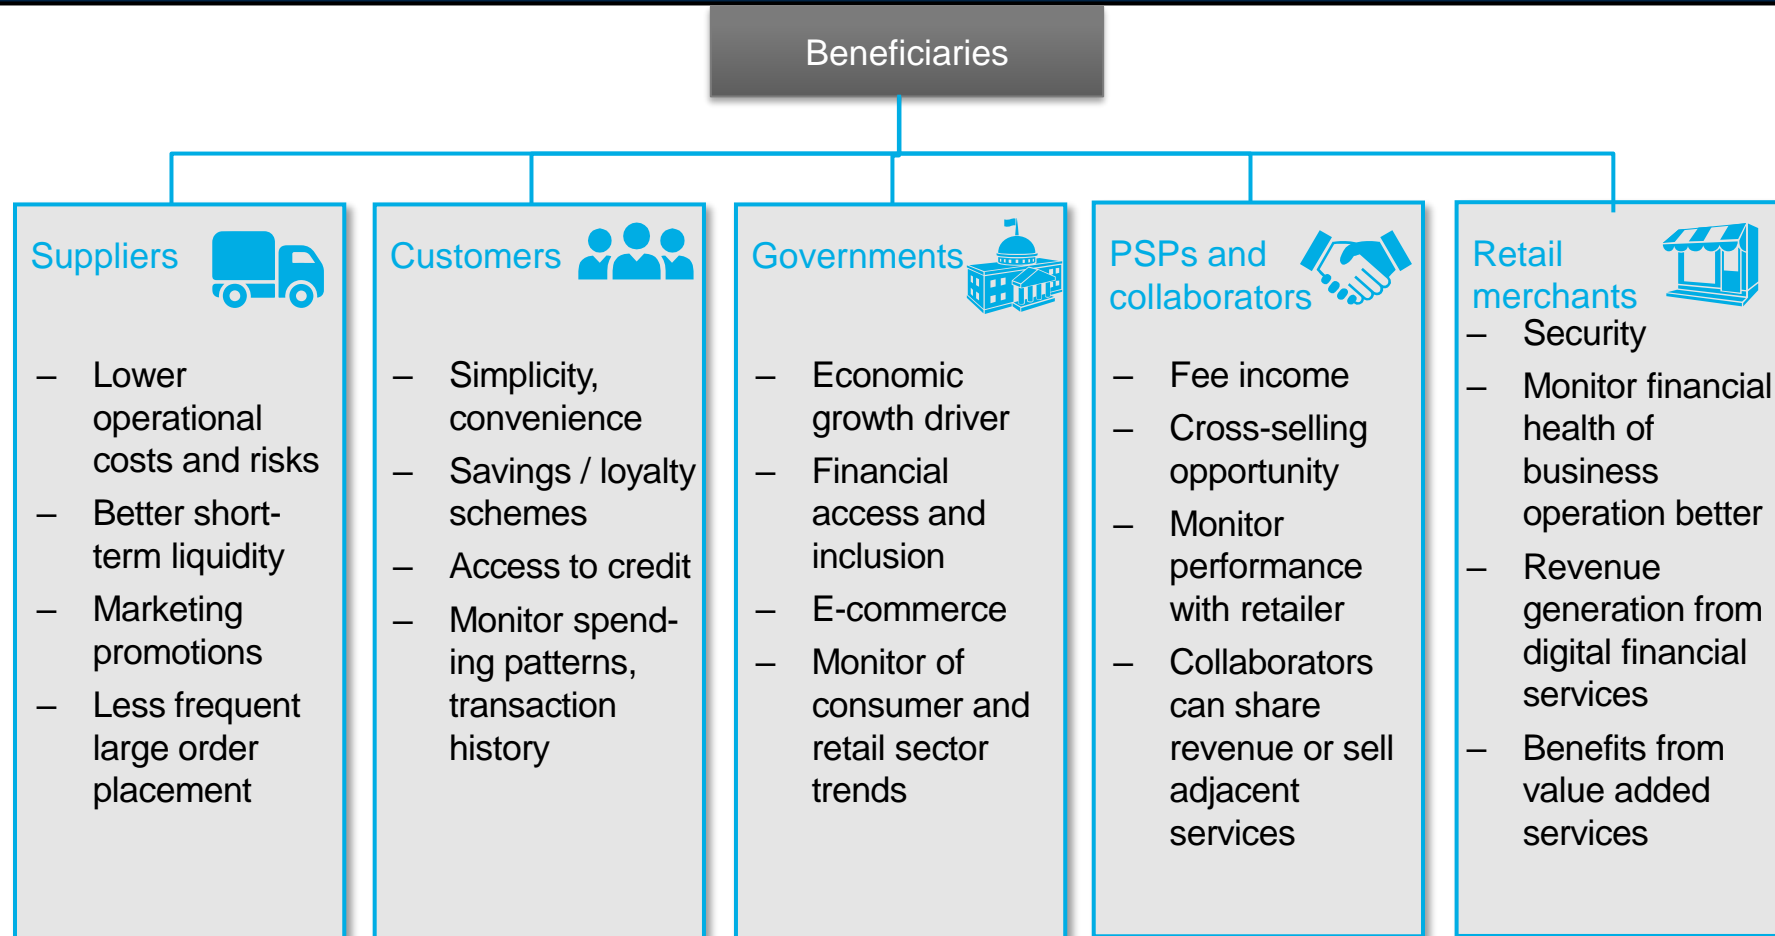 Beneficiaries
Suppliers
– Lower
operational
costs and risks
– Better short-
term liquidity
– Marketing
promotions
– Less frequent
large order
placement
Customers
– Simplicity,
convenience
– Savings / loyalty
schemes
– Access to credit
– Monitor spend-
ing patterns,
transaction
history
Governments
– Economic
growth driver
– Financial
access and
inclusion
– E-commerce
– Monitor of
consumer and
retail sector
trends
PSPs and
collaborators
– Fee income
– Cross-selling
opportunity
– Monitor
performance
with retailer
– Collaborators
can share
revenue or sell
adjacent
services
Retail
merchants
– Security
– Monitor financial
health of
business
operation better
– Revenue
generation from
digital financial
services
– Benefits from
value added
services